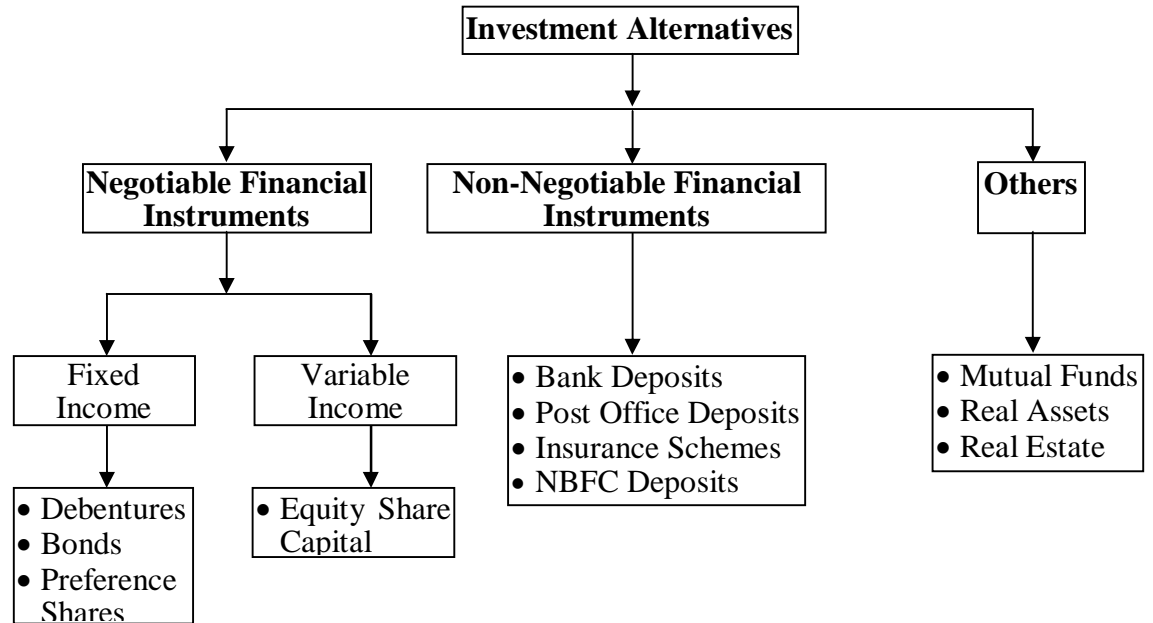 Investment Alternatives
Negotiable Financial
Instruments
Non-Negotiable Financial
Instruments
Others
Fixed
Income
Variable
Income
• Debentures
• Bonds
• Preference
Shares
• Equity Share
Capital
• Bank Deposits
• Post Office Deposits
• Insurance Schemes
• NBFC Deposits
• Mutual Funds
• Real Assets
• Real Estate